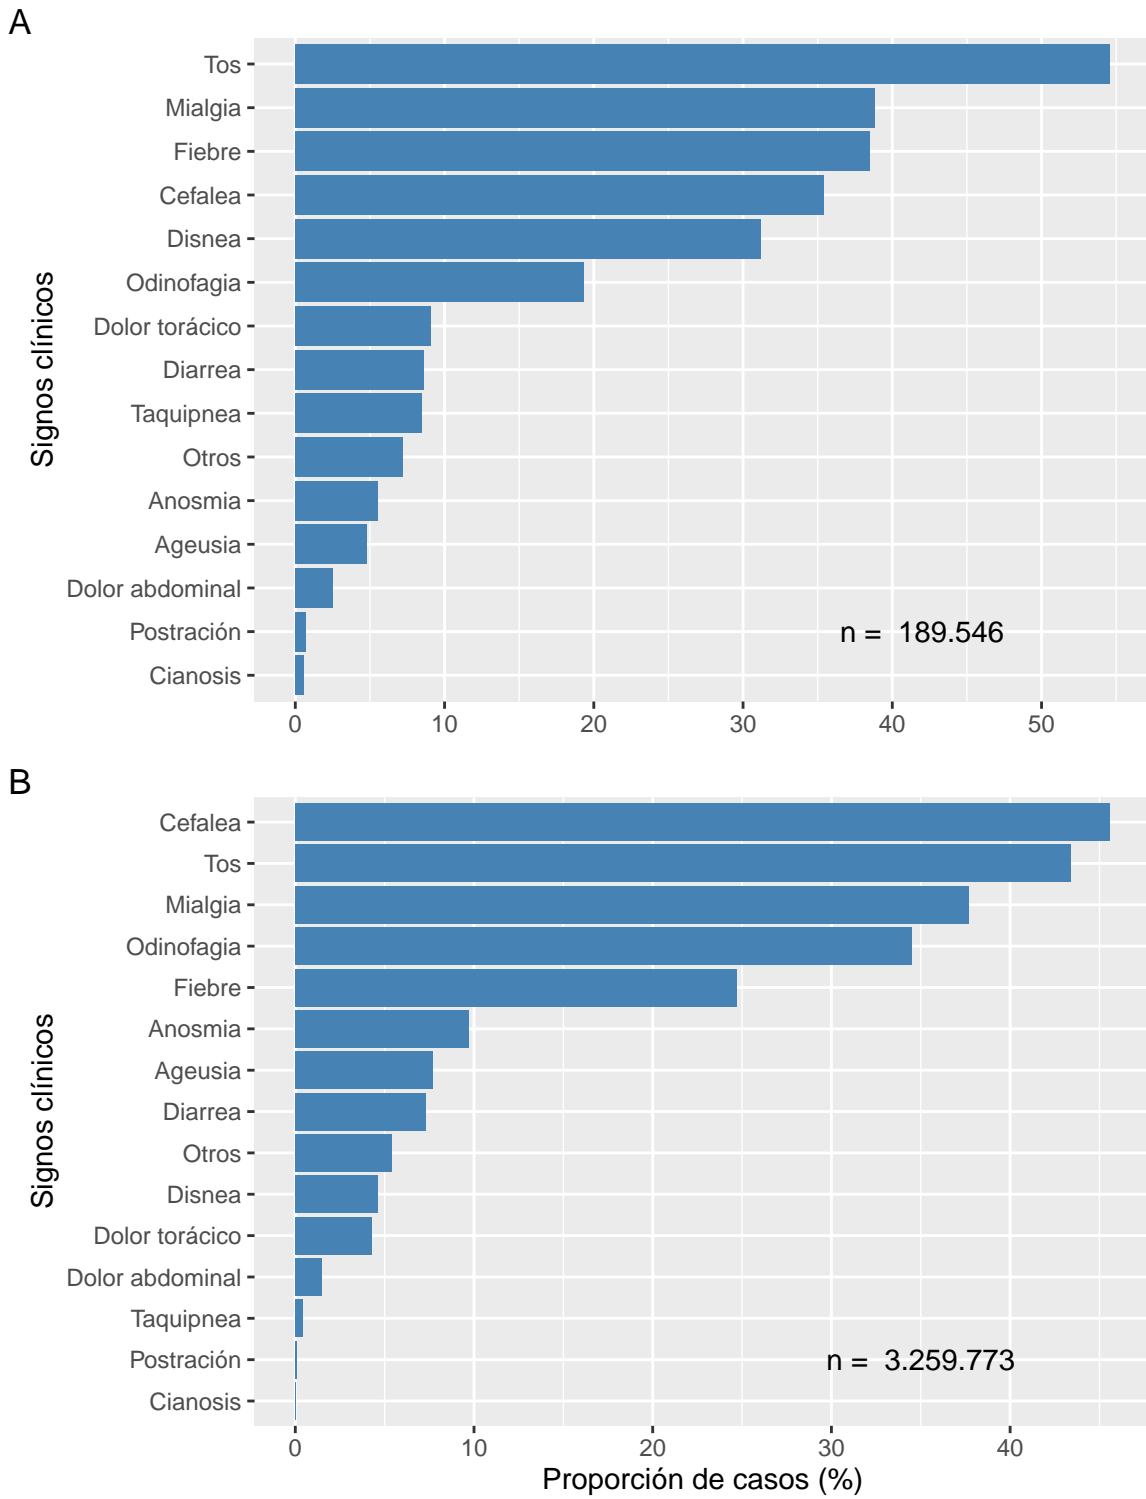 A
Signos clínicos
Tos
Mialgia
Fiebre
Cefalea
Disnea
Odinofagia
Dolor torácico
Diarrea
Taquipnea
Otros
Anosmia
Ageusia
Dolor abdominal
Postración
Cianosis
n =  189.546
0 10 20 30 40 50
B
Signos clínicos
Cefalea
Tos
Mialgia
Odinofagia
Fiebre
Anosmia
Ageusia
Diarrea
Otros
Disnea
Dolor torácico
Dolor abdominal
Taquipnea
Postración
Cianosis
n =  3.259.773
0 10 20 30 40
Proporción de casos (%)